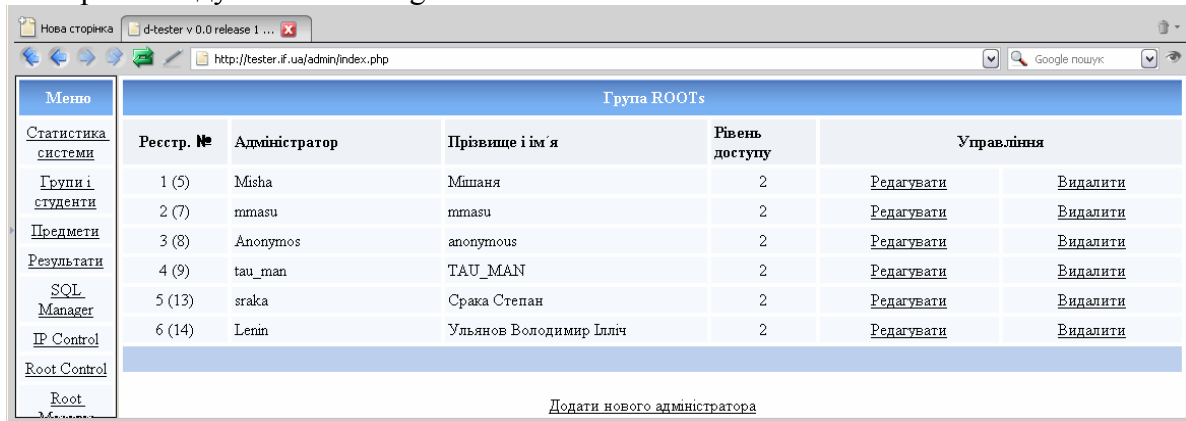 Нова сторінка d-tester v 0.0 release 1 ...
http://tester.if.ua/admin/index.php Google пошук
Меню Група ROOTs
Статистика системи
Групи і студенти
Предмети
Результати
SQL Manager
IP Control
Root Control
Root
Реєстр. № Адміністратор Прізвище і ім´я Рівень доступу Управління
1 (5) Misha Мішаня 2 Редагувати Видалити
2 (7) mmasu mmasu 2 Редагувати Видалити
3 (8) Anonymos anonymous 2 Редагувати Видалити
4 (9) tau_man TAU_MAN 2 Редагувати Видалити
5 (13) sraka Срака Степан 2 Редагувати Видалити
6 (14) Lenin Ульянов Володимир Ілліч 2 Редагувати Видалити
Додати нового адміністратора